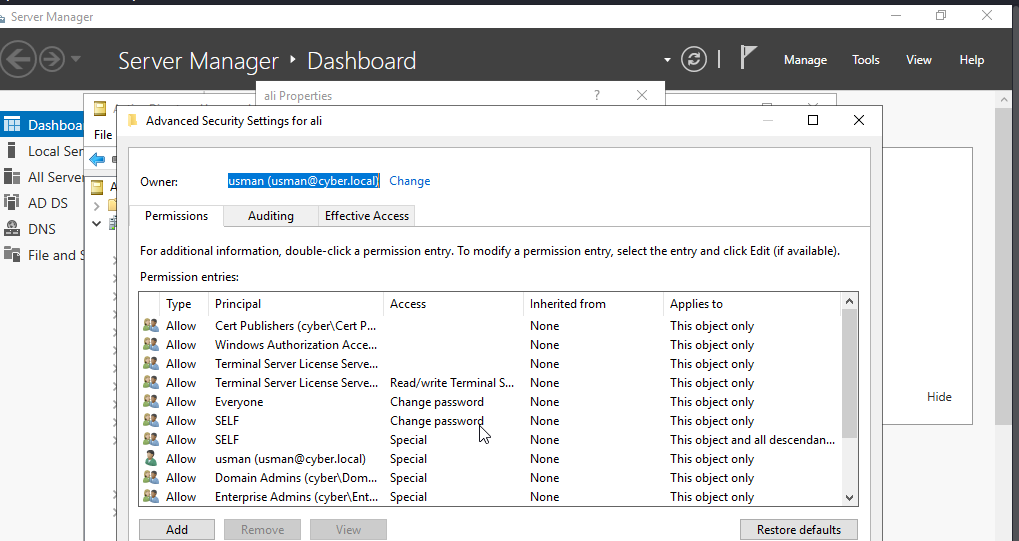 Server Manager
Server Manager ‣ Dashboard
Manage Tools View Help
ali Properties ?
Advanced Security Settings for ali
Dashboa
Local Ser
All Server
AD DS
DNS
File and S
File
Owner: usman (usman@cyber.local) Change
Permissions Auditing Effective Access
For additional information, double-click a permission entry. To modify a permission entry, select the entry and click Edit (if available).
Permission entries:
Type Principal Access Inherited from Applies to
Allow Cert Publishers (cyber\Cert P... None This object only
Allow Windows Authorization Acce... None This object only
Allow Terminal Server License Serve... None This object only
Allow Terminal Server License Serve... Read/write Terminal S... None This object only
Allow Everyone Change password None This object only
Allow SELF Change password None This object only
Allow SELF Special None This object and all descendan...
Allow usman (usman@cyber.local) Special None This object only
Allow Domain Admins (cyber\Dom... Special None This object only
Allow Enterprise Admins (cyber\Ent... Special None This object only
Hide
Add Remove View Restore defaults